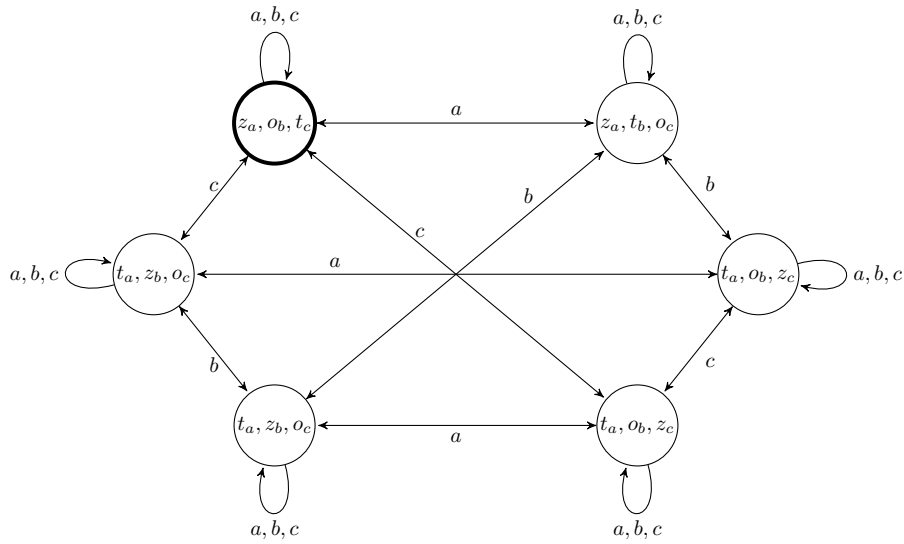 a, b, c a, b, c
z_a, o_b, t_c a z_a, t_b, o_c
c b c b
a, b, c t_a, z_b, o_c a t_a, o_b, z_c a, b, c
b c
t_a, z_b, o_c a t_a, o_b, z_c
a, b, c a, b, c